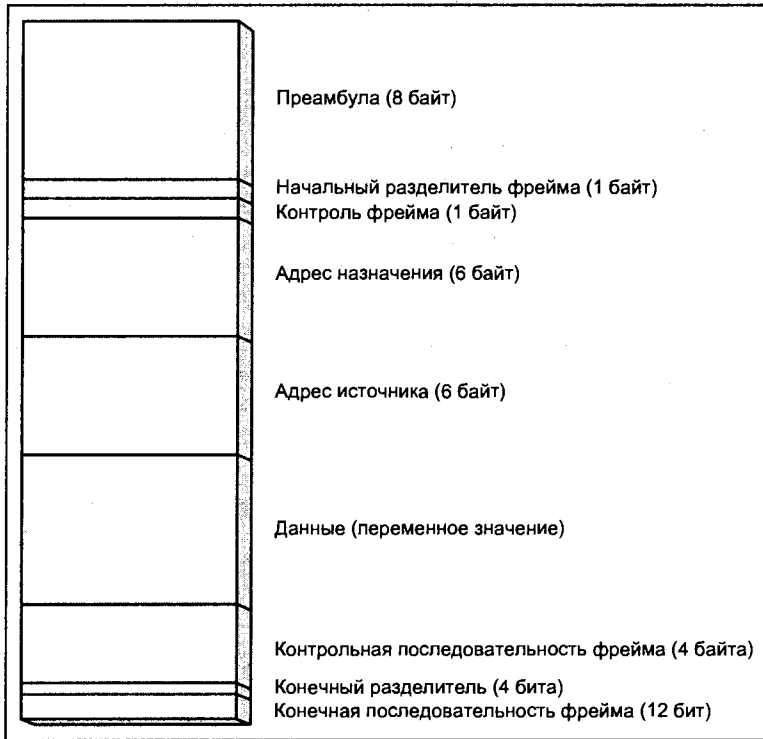 Преамбула (8 байт)
Начальный разделитель фрейма (1 байт)
Контроль фрейма (1 байт)
Адрес назначения (6 байт)
Адрес источника (6 байт)
Данные (переменное значение)
Контрольная последовательность фрейма (4 байта)
Конечный разделитель (4 бита)
Конечная последовательность фрейма (12 бит)